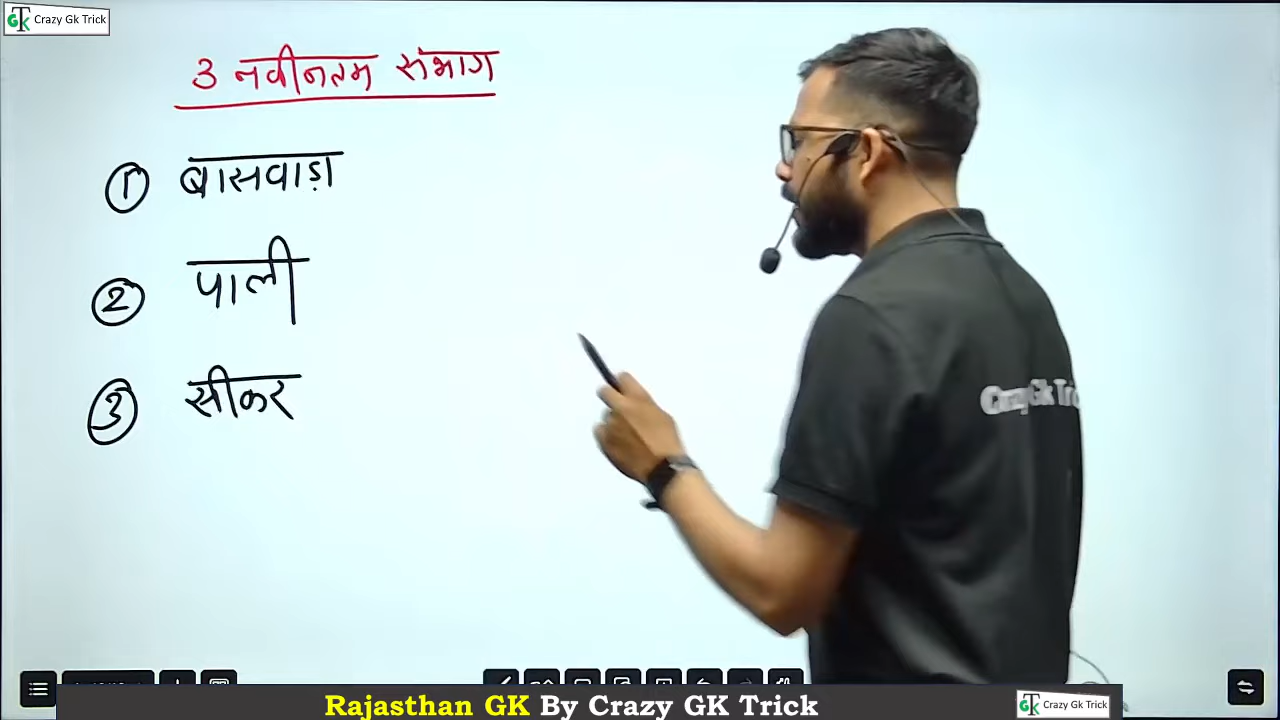 Crazy Gk Trick
3 नवीनतम संभाग
① बासवाड़ा
② पाली
③ सीकर
Crazy Gk Tric
Rajasthan GK By Crazy GK Trick
Crazy GK Trick